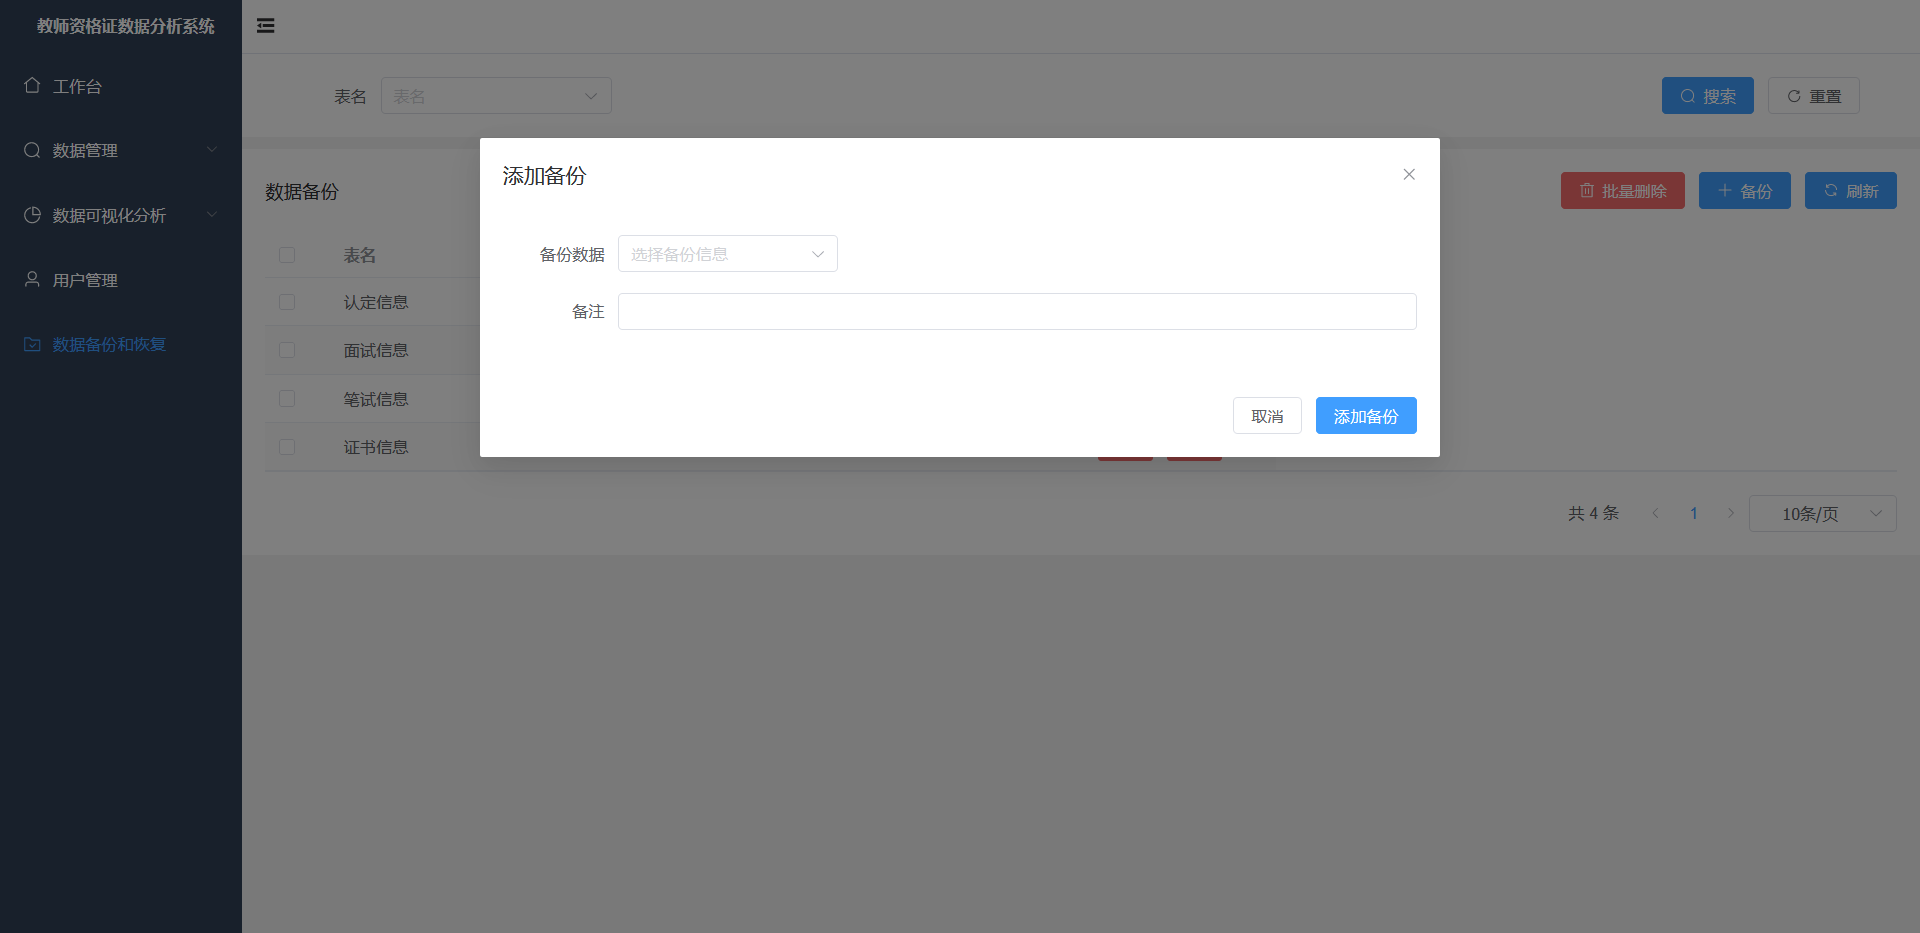 教师资格证数据分析系统
工作台
数据管理
数据可视化分析
用户管理
数据备份和恢复
表名 表名
搜索 重置
数据备份
批量删除 备份 刷新
表名
认定信息
面试信息
笔试信息
证书信息
添加备份
备份数据 选择备份信息
备注
取消 添加备份
共 4 条 1 10条/页